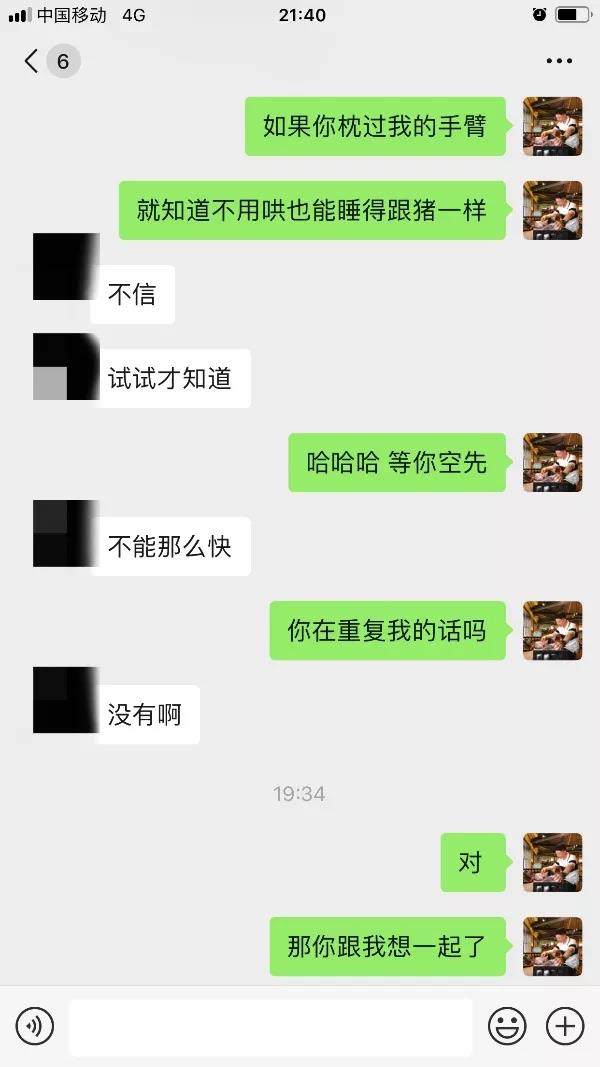 中国移动 4G 21:40
6
如果你枕过我的手臂
就知道不用哄也能睡得跟猪一样
不信
试试才知道
哈哈哈 等你空先
不能那么快
你在重复我的话吗
没有啊
19:34
对
那你跟我想一起了